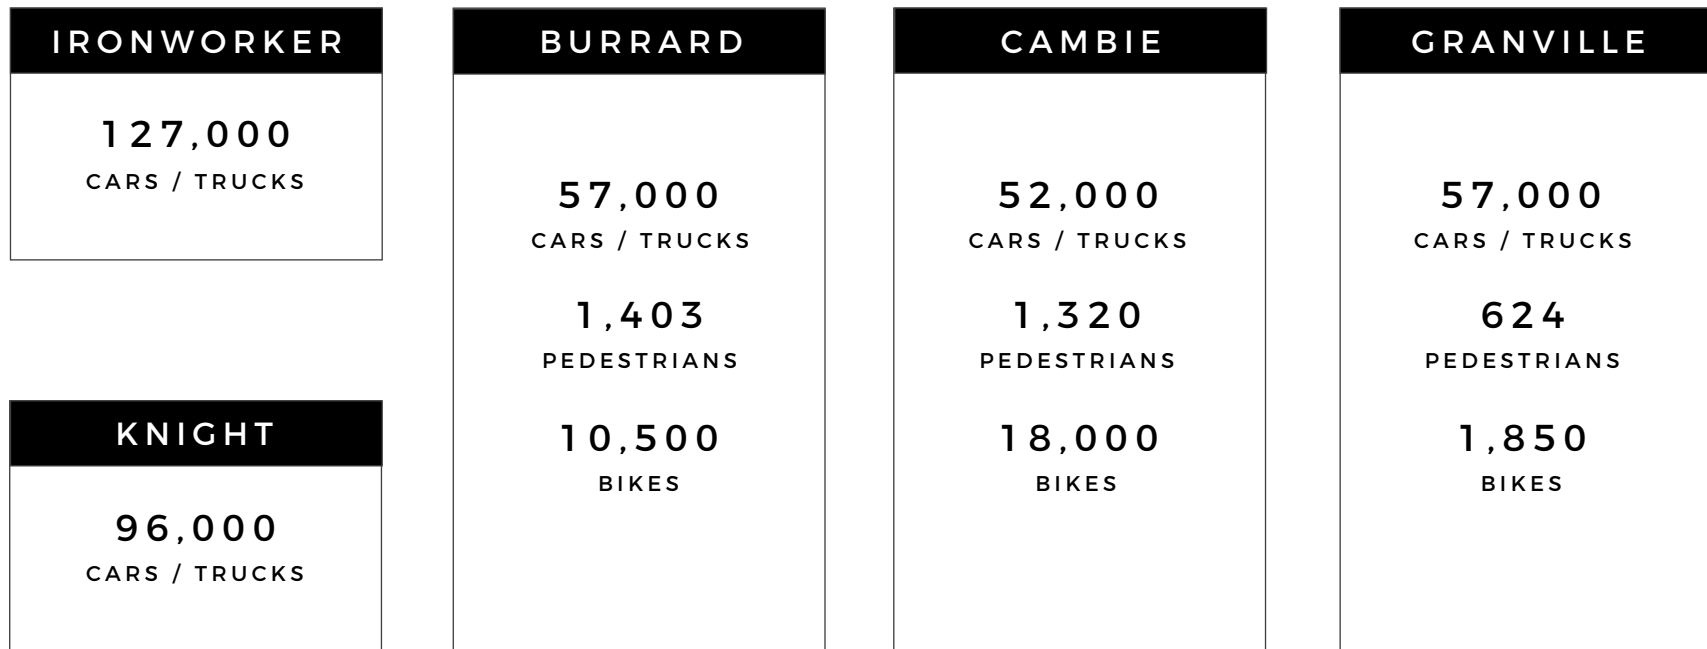 IRONWORKER
127,000
CARS / TRUCKS
KNIGHT
96,000
CARS / TRUCKS
BURRARD
57,000
CARS / TRUCKS
1,403
PEDESTRIANS
10,500
BIKES
CAMBIE
52,000
CARS / TRUCKS
1,320
PEDESTRIANS
18,000
BIKES
GRANVILLE
57,000
CARS / TRUCKS
624
PEDESTRIANS
1,850
BIKES